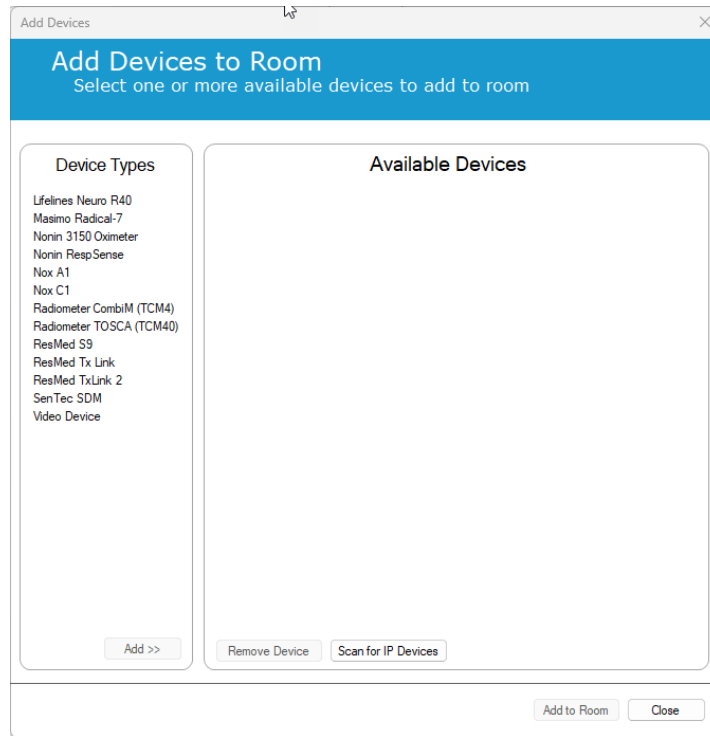 Add Devices
Add Devices to Room
Select one or more available devices to add to room
Device Types
Available Devices
Lifelines Neuro R40
Masimo Radical-7
Nonin 3150 Oximeter
Nonin RespSense
Nox A1
Nox C1
Radiometer CombiM (TCM4)
Radiometer TOSCA (TCM40)
ResMed S9
ResMed Tx Link
ResMed TxLink 2
SenTec SDM
Video Device
Add >>
Remove Device
Scan for IP Devices
Add to Room
Close